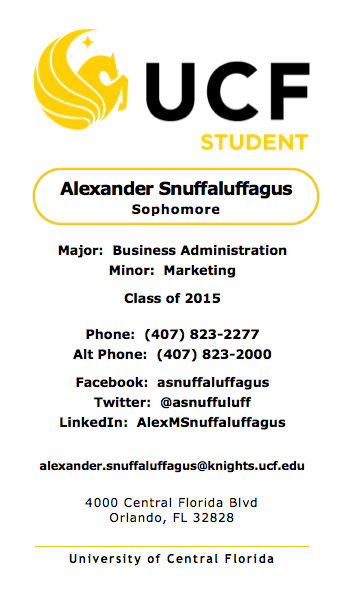 UCF
STUDENT
Alexander Snuffaluffagus
Sophomore
Major: Business Administration
Minor: Marketing
Class of 2015
Phone: (407) 823-2277
Alt Phone: (407) 823-2000
Facebook: asnuffaluffagus
Twitter: @asnuffuluff
LinkedIn: AlexMSnuffaluffagus
alexander.snuffaluffagus@knights.ucf.edu
4000 Central Florida Blvd
Orlando, FL 32828
University of Central Florida